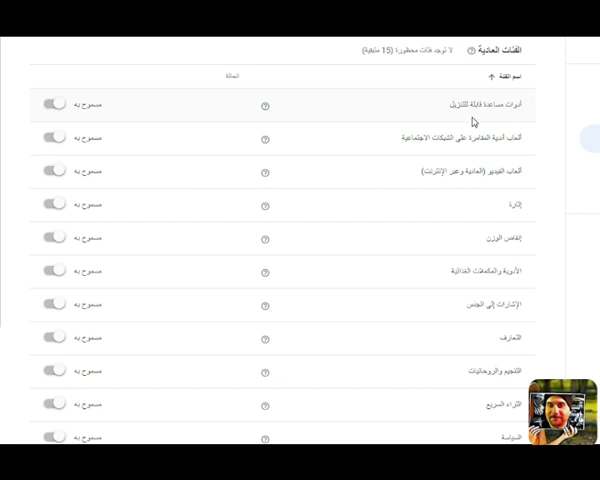 الفئات العادية لا توجد فئات محظورة (15 متبقية)
اسم الفئة الحالة
أدوات مساعدة قابلة للتنزيل مسموح به
ألعاب أندية المقامرة على الشبكات الاجتماعية مسموح به
ألعاب الفيديو (العادية وعبر الإنترنت) مسموح به
إثارة مسموح به
إنقاص الوزن مسموح به
الأدوية والمكملات الغذائية مسموح به
الإشارات إلى الجنس مسموح به
التعارف مسموح به
التنجيم والروحانيات مسموح به
الثراء السريع مسموح به
السياسة مسموح به